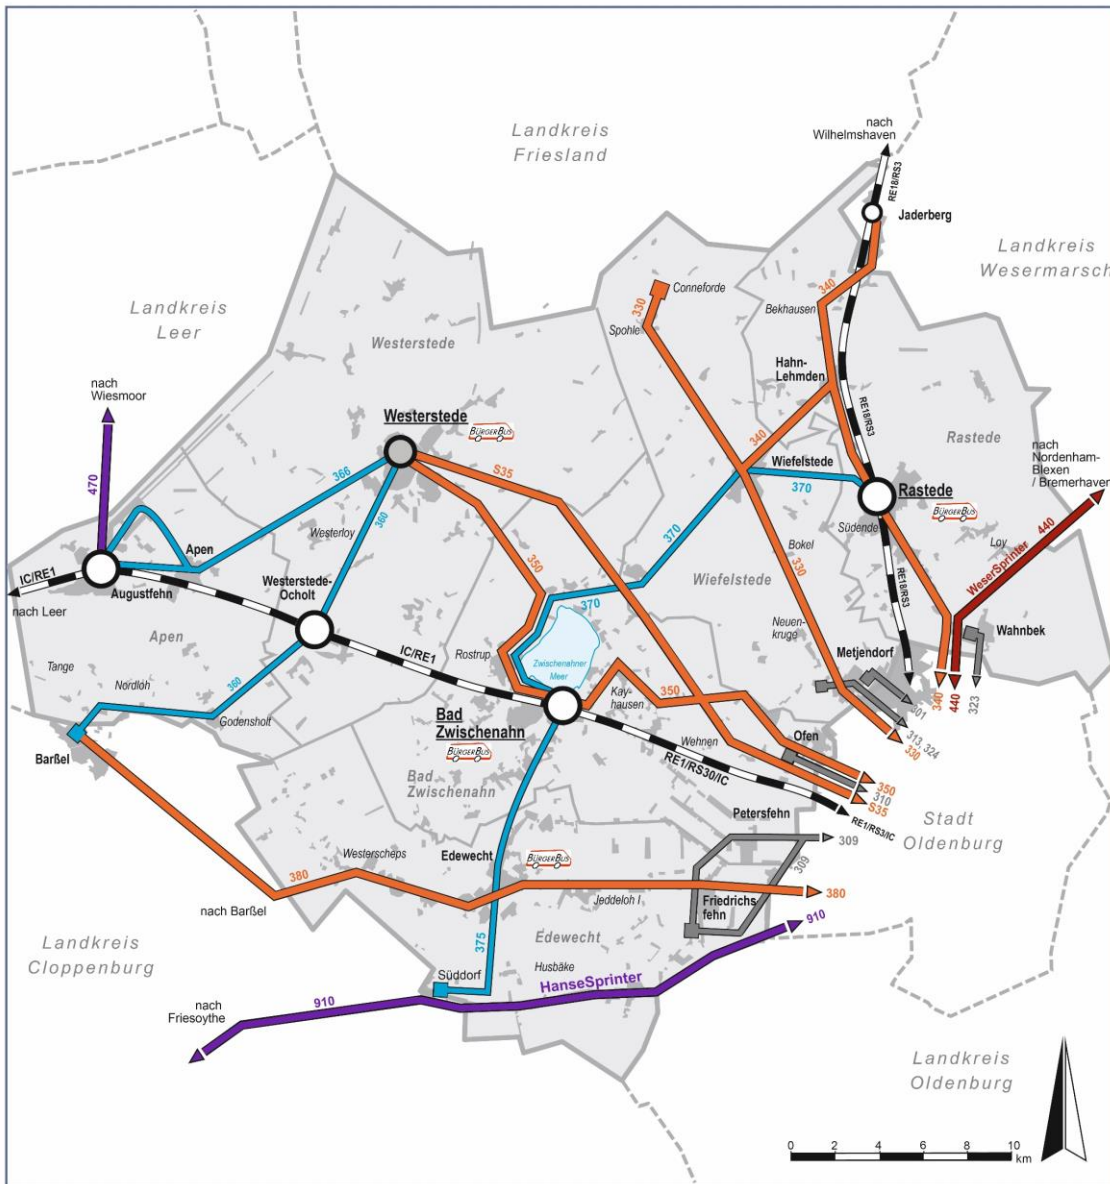 Landkreis
Friesland
nach
Wilhelmshaven
RE18/RS3
Jaderberg
Landkreis
Wesermarsch
Conneforde
340
Bekhausen
330
Spohle
Landkreis
Leer
Westerstede
Hahn-
Lehmden
RE18/RS3
nach
Wiesmoor
Westerstede
BÜRGERBUS
S35
340
Rastede
nach
Nordenham-
Blexen
/ Bremerhaven
Wiefelstede
370
Rastede
BÜRGERBUS
470
366
360
Westerloy
Südende
440
Loy
WeserSprinter
370
Bokel
330
Apen
350
IC/RE1
nach Leer
Augustfehn
Westerstede-
Ocholt
Wiefelstede
RE18/RS3
370
Neuen-
kruge
Wahnbek
Apen
IC/RE1
Rostrup
Zwischenahner
Meer
Metjendorf
Tange
Nordloh
360
Godensholt
Kay-
hausen
350
301
340
440
323
313, 324
330
Bad
Zwischenahn
BÜRGERBUS
Wehnen
Ofen
Barßel
RE1/RS30/IC
Bad
Zwischenahn
350
310
S35
Petersfehn
RE1/RS3/IC
Stadt
Oldenburg
309
309
Westerscheps
Edewecht
BÜRGERBUS
380
Jeddeloh I
Friedrichs
fehn
380
nach Barßel
910
Landkreis
Cloppenburg
375
Edewecht
Süddorf
Husbäke
HanseSprinter
910
nach
Friesoythe
Landkreis
Oldenburg
0 2 4 6 8 10
km